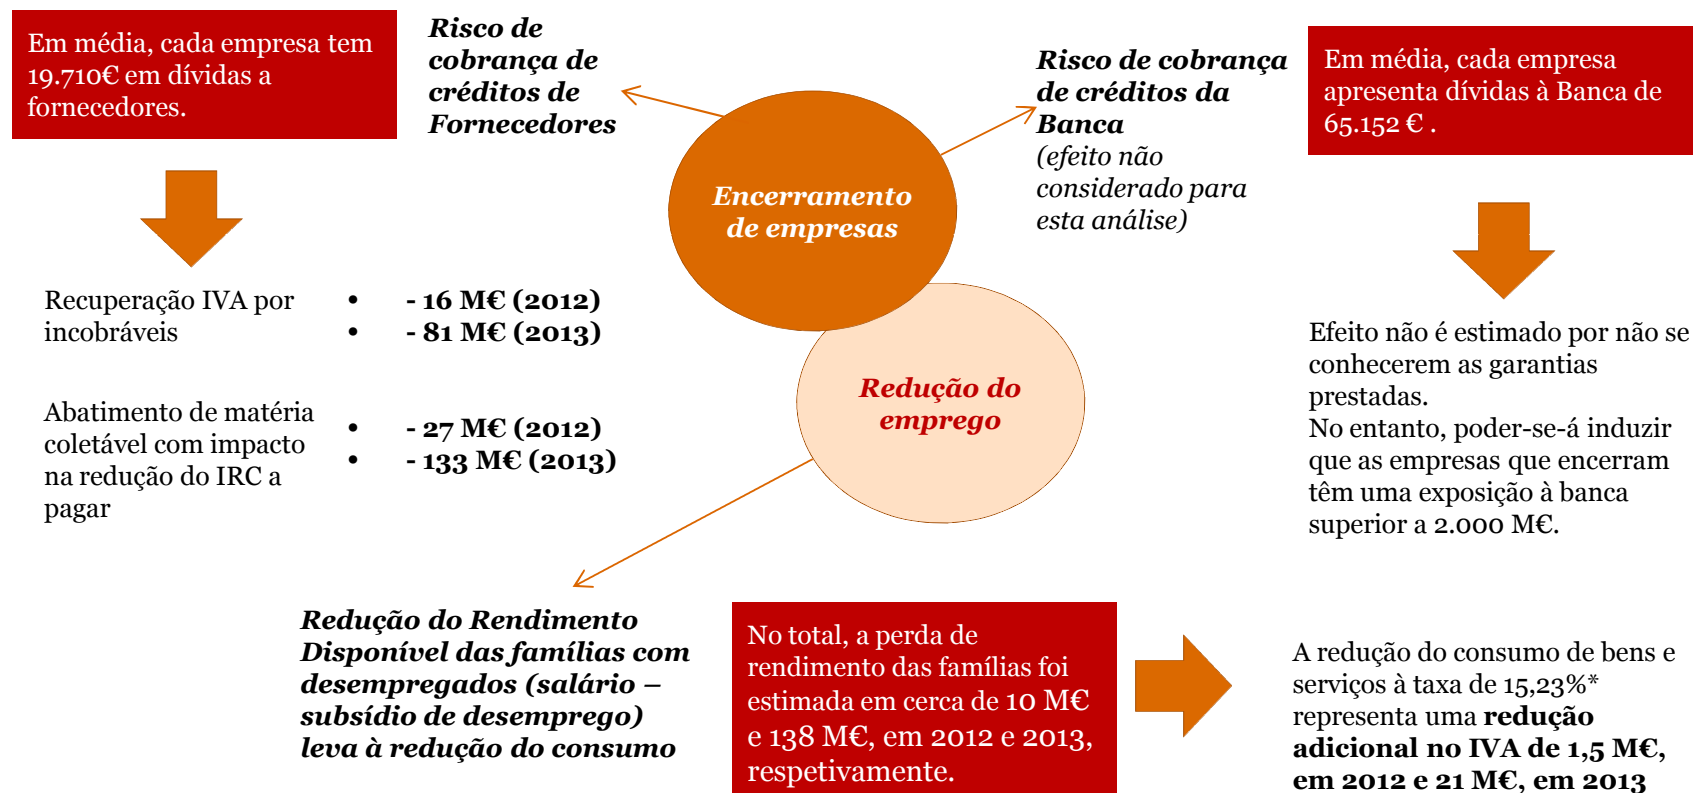 Em média, cada empresa tem
19.710€ em dívidas a
fornecedores.
Risco de
cobrança de
créditos de
Fornecedores
Risco de cobrança
de créditos da
Banca
(efeito não
considerado para
esta análise)
Em média, cada empresa
apresenta dívidas à Banca de
65.152 € .
Encerramento
de empresas
Recuperação IVA por
incobráveis
• - 16 M€ (2012)
• - 81 M€ (2013)
Abatimento de matéria
coletável com impacto
na redução do IRC a
pagar
• - 27 M€ (2012)
• - 133 M€ (2013)
Redução do
emprego
Efeito não é estimado por não se
conhecerem as garantias
prestadas.
No entanto, poder-se-á induzir
que as empresas que encerram
têm uma exposição à banca
superior a 2.000 M€.
Redução do Rendimento
Disponível das famílias com
desempregados (salário –
subsídio de desemprego)
leva à redução do consumo
No total, a perda de
rendimento das famílias foi
estimada em cerca de 10 M€
e 138 M€, em 2012 e 2013,
respetivamente.
A redução do consumo de bens e
serviços à taxa de 15,23%*
representa uma redução
adicional no IVA de 1,5 M€,
em 2012 e 21 M€, em 2013